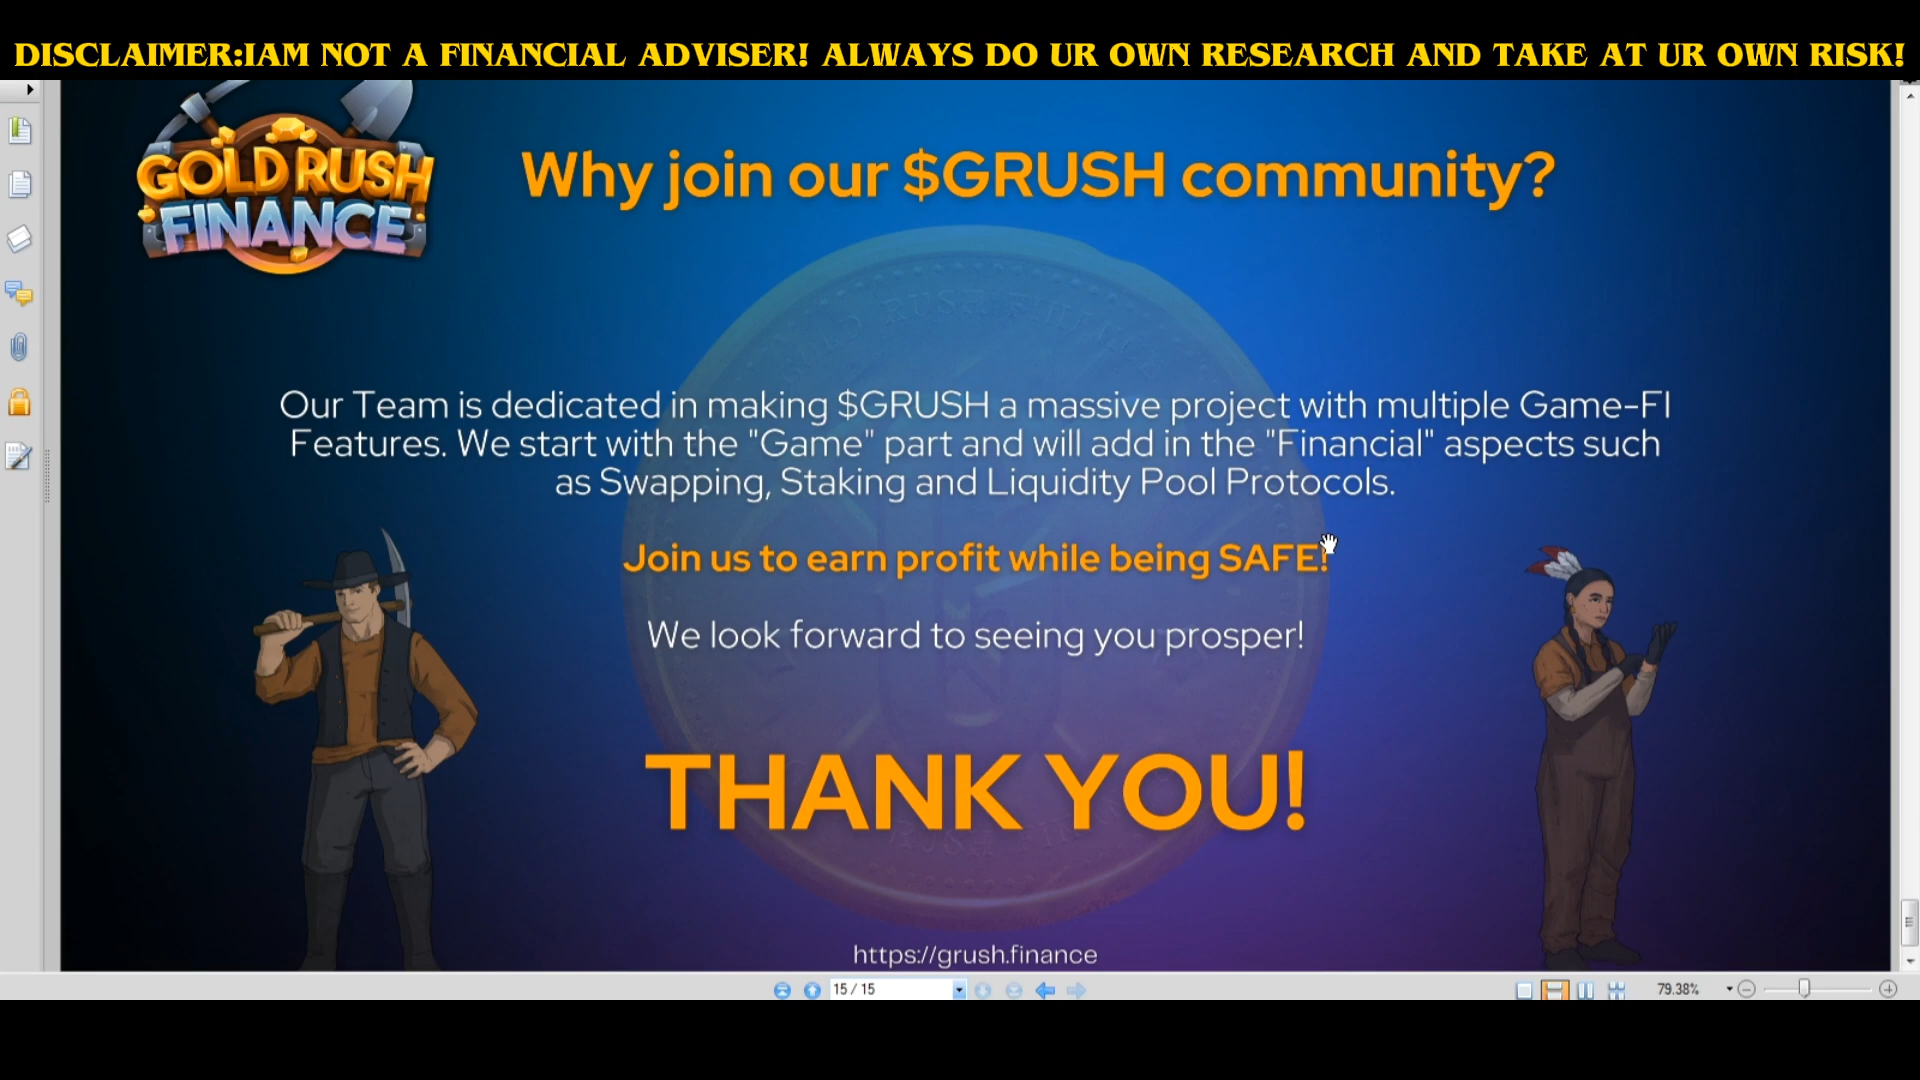 DISCLAIMER:IAM NOT A FINANCIAL ADVISER! ALWAYS DO UR OWN RESEARCH AND TAKE AT UR OWN RISK!
GOLD RUSH
FINANCE
Why join our $GRUSH community?
Our Team is dedicated in making $GRUSH a massive project with multiple Game-FI
Features. We start with the "Game" part and will add in the "Financial" aspects such
as Swapping, Staking and Liquidity Pool Protocols.
Join us to earn profit while being SAFE!
We look forward to seeing you prosper!
THANK YOU!
https://grush.finance
15 / 15
79.38%